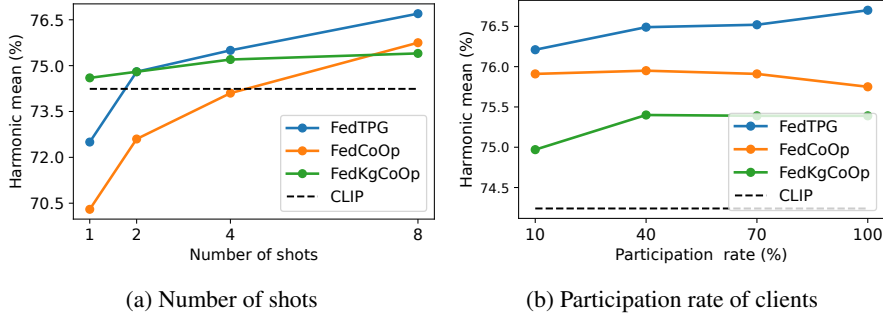 76.5
75.0
73.5
72.0
70.5
Harmonic mean (%)
1
2
4
8
Number of shots
FedTPG
FedCoOp
FedKgCoOp
CLIP
(a) Number of shots
76.5
76.0
75.5
75.0
74.5
Harmonic mean (%)
10
40
70
100
Participation rate (%)
FedTPG
FedCoOp
FedKgCoOp
CLIP
(b) Participation rate of clients